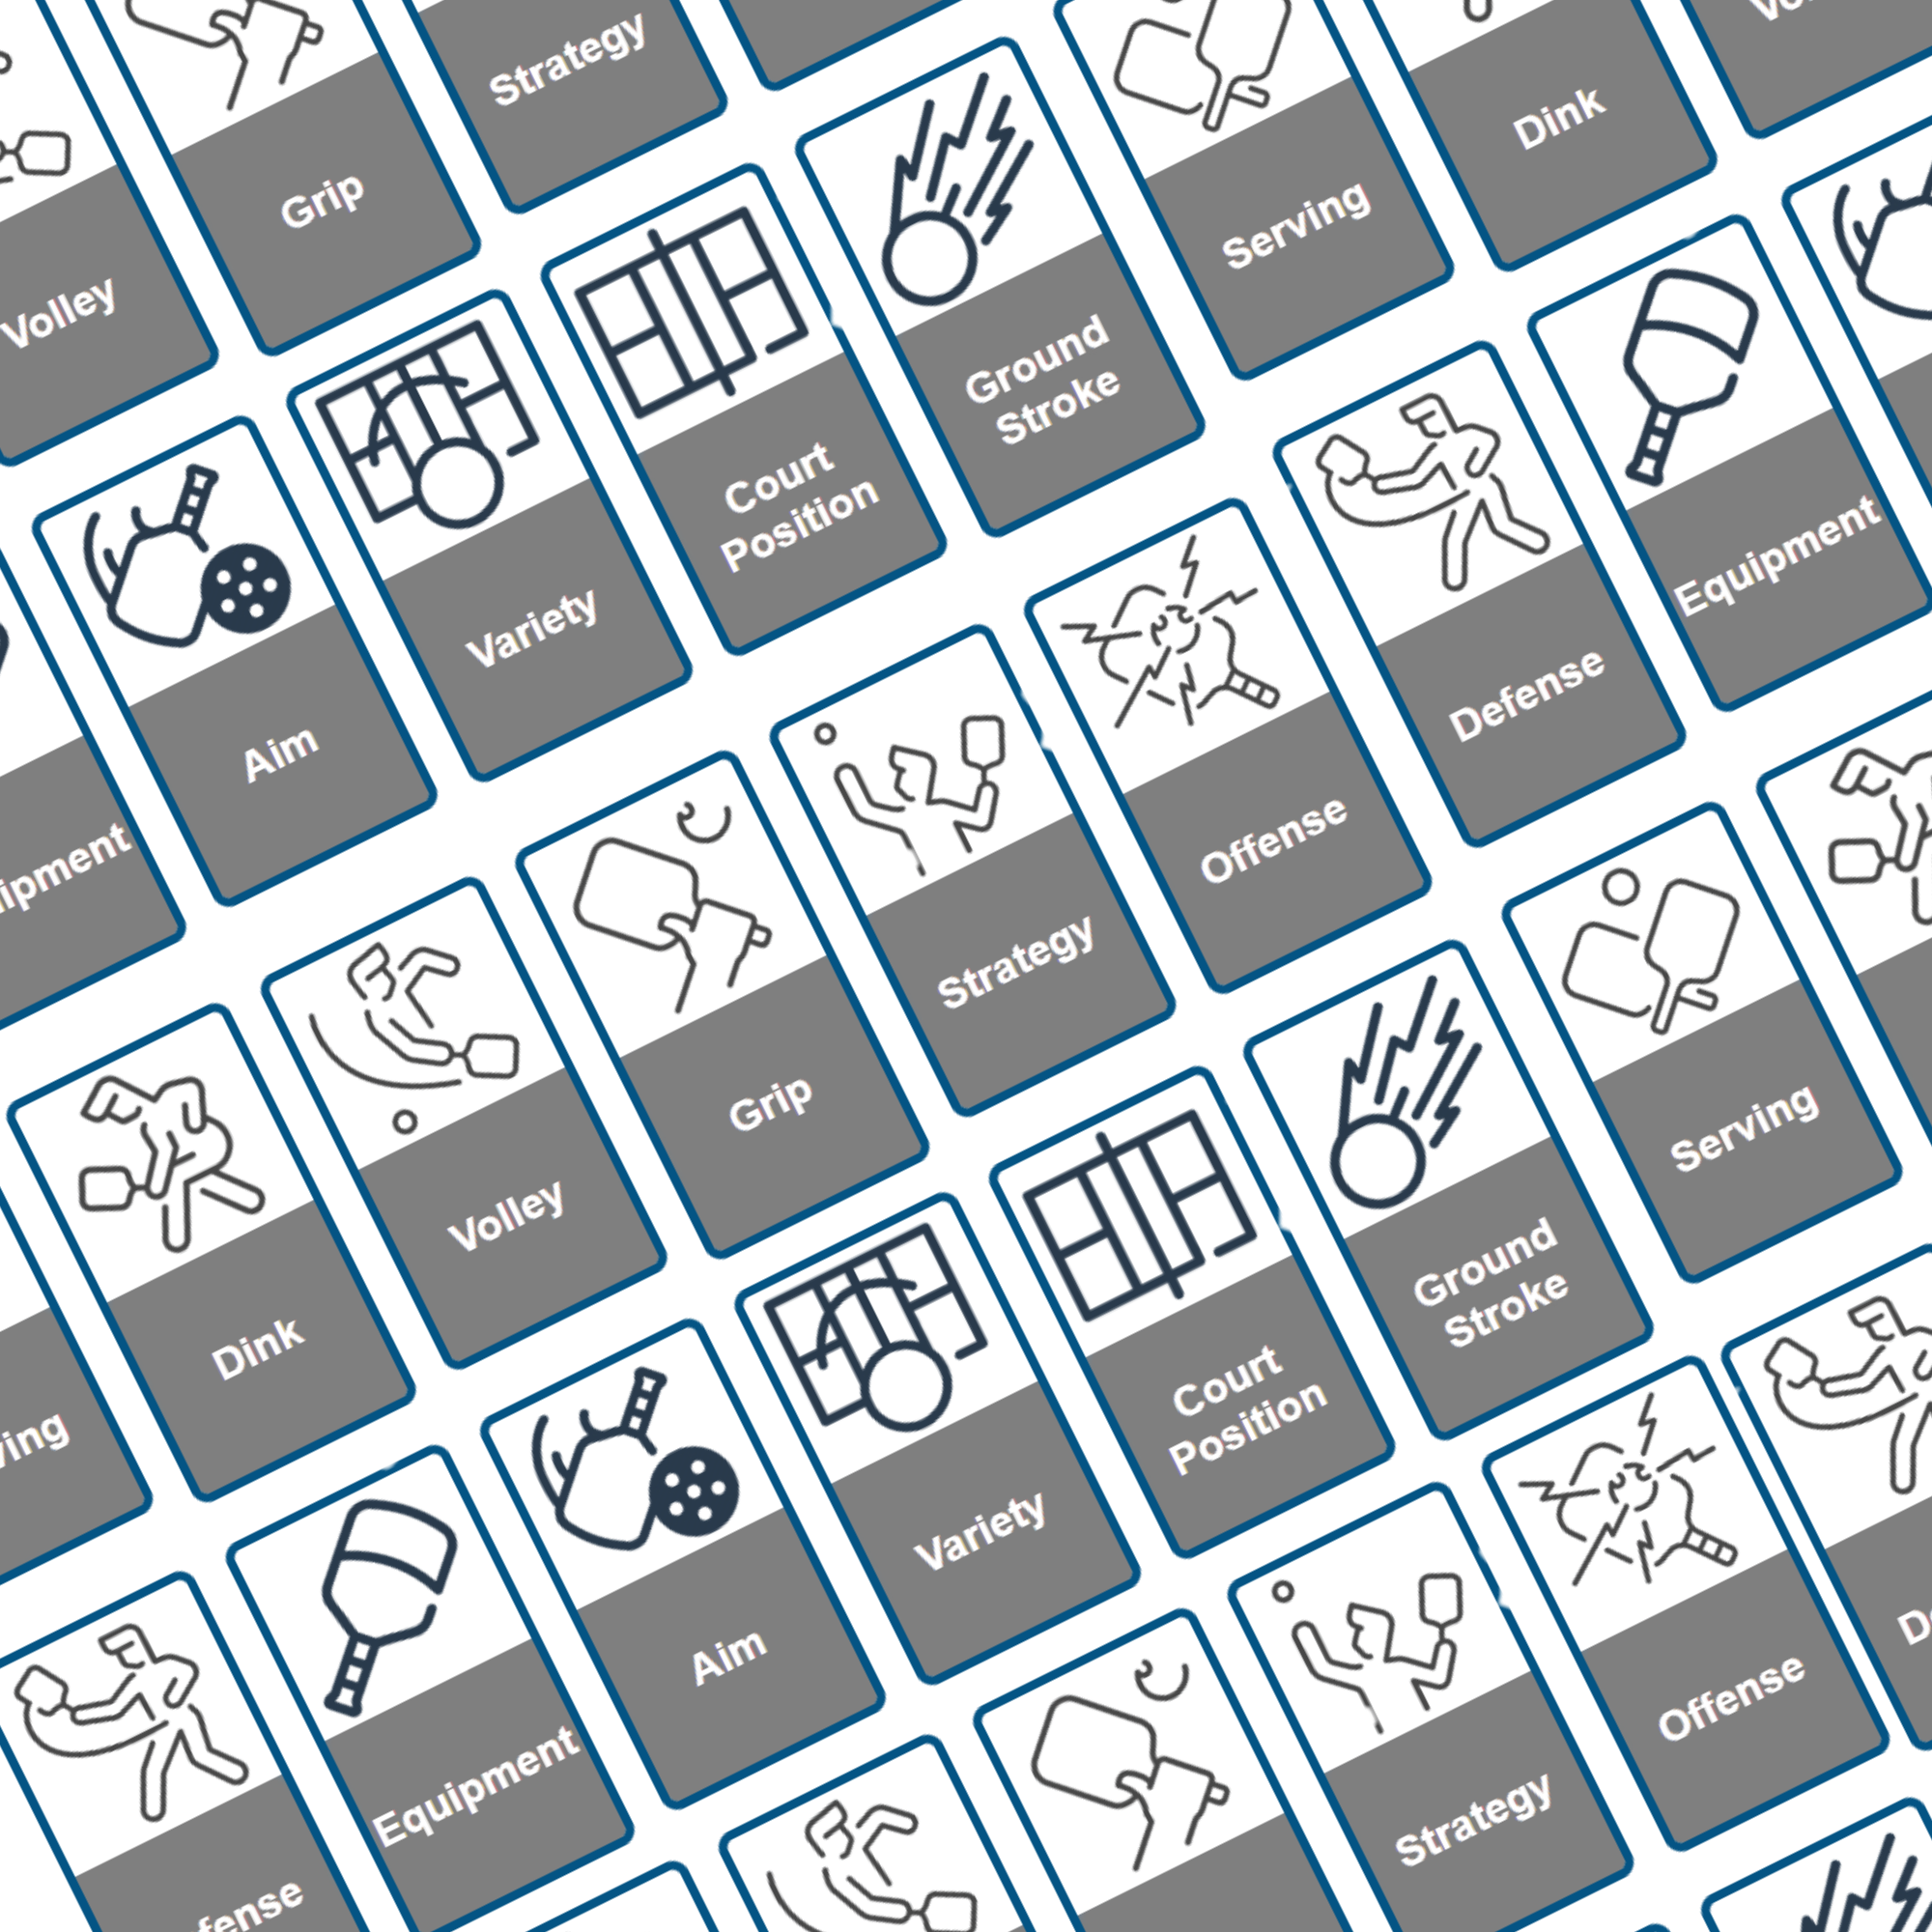 Strategy
Dink
Grip
Serving
Volley
Ground
Stroke
Court
Position
Equipment
Variety
Defense
Aim
Offense
Strategy
Grip
Serving
Volley
Ground
Stroke
Dink
Court
Position
Variety
Aim
Offense
Equipment
Strategy